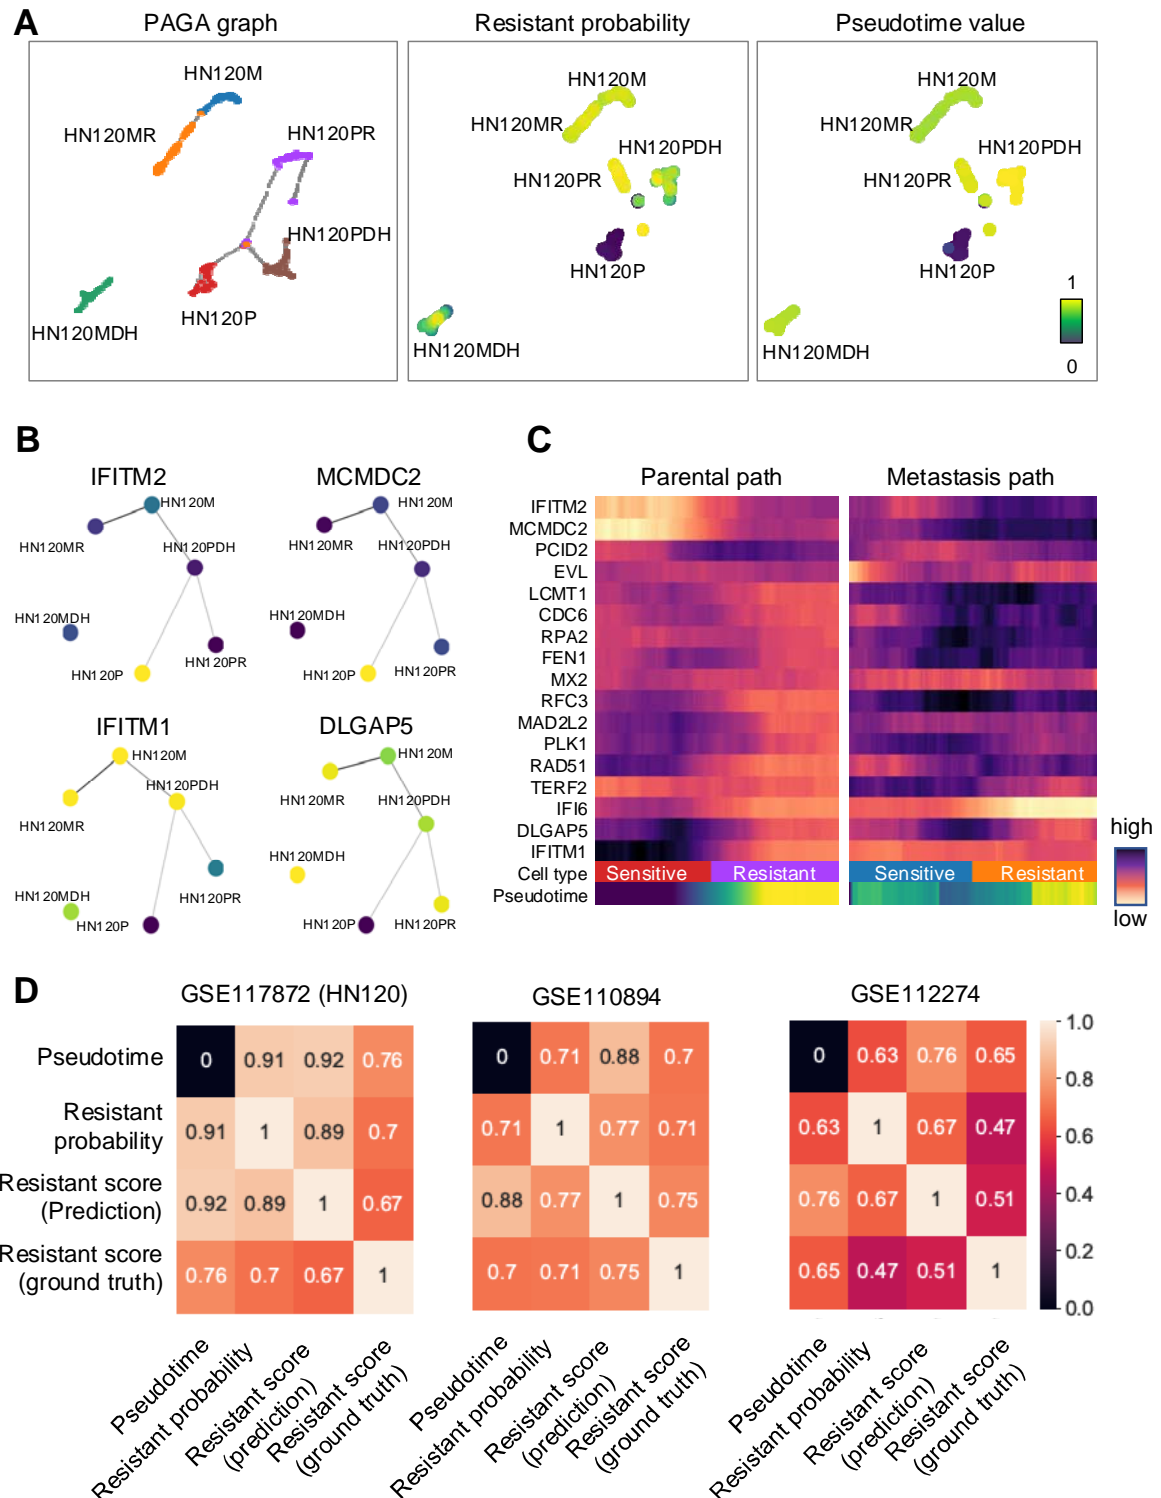 A
PAGA graph
Resistant probability
Pseudotime value
HN120M
HN120MR
HN120PR
HN120PDH
HN120P
HN120MDH
HN120M
HN120MR
HN120PDH
HN120PR
HN120P
HN120MDH
HN120M
HN120MR
HN120PDH
HN120PR
HN120P
HN120MDH
1
0
B
IFITM2
HN120M
HN120MR
HN120PDH
HN120MDH
HN120PR
HN120P
MCMDC2
HN120M
HN120MR
HN120PDH
HN120MDH
HN120P
HN120PR
IFITM1
HN120M
HN120PDH
HN120MR
HN120MDH
HN120PR
HN120P
DLGAP5
HN120M
HN120MR
HN120PDH
HN120MDH
HN120P
HN120PR
C
Parental path
Metastasis path
IFITM2
MCMDC2
PCID2
EVL
LCMT1
CDC6
RPA2
FEN1
MX2
RFC3
MAD2L2
PLK1
RAD51
TERF2
IFI6
DLGAP5
IFITM1
Cell type
Sensitive
Resistant
Sensitive
Resistant
Pseudotime
high
low
D
GSE117872 (HN120)
GSE110894
GSE112274
Pseudotime
Resistant
probability
Resistant score
(Prediction)
Resistant score
(ground truth)
0 0.91 0.92 0.76
0.91 1 0.89 0.7
0.92 0.89 1 0.67
0.76 0.7 0.67 1
0 0.71 0.88 0.7
0.71 1 0.77 0.71
0.88 0.77 1 0.75
0.7 0.71 0.75 1
0 0.63 0.76 0.65
0.63 1 0.67 0.47
0.76 0.67 1 0.51
0.65 0.47 0.51 1
1.0
0.8
0.6
0.4
0.2
0.0
Pseudotime
Resistant probability
Resistant score
(prediction)
Resistant score
(ground truth)
Pseudotime
Resistant probability
Resistant score
(prediction)
Resistant score
(ground truth)
Pseudotime
Resistant probability
Resistant score
(prediction)
Resistant score
(ground truth)